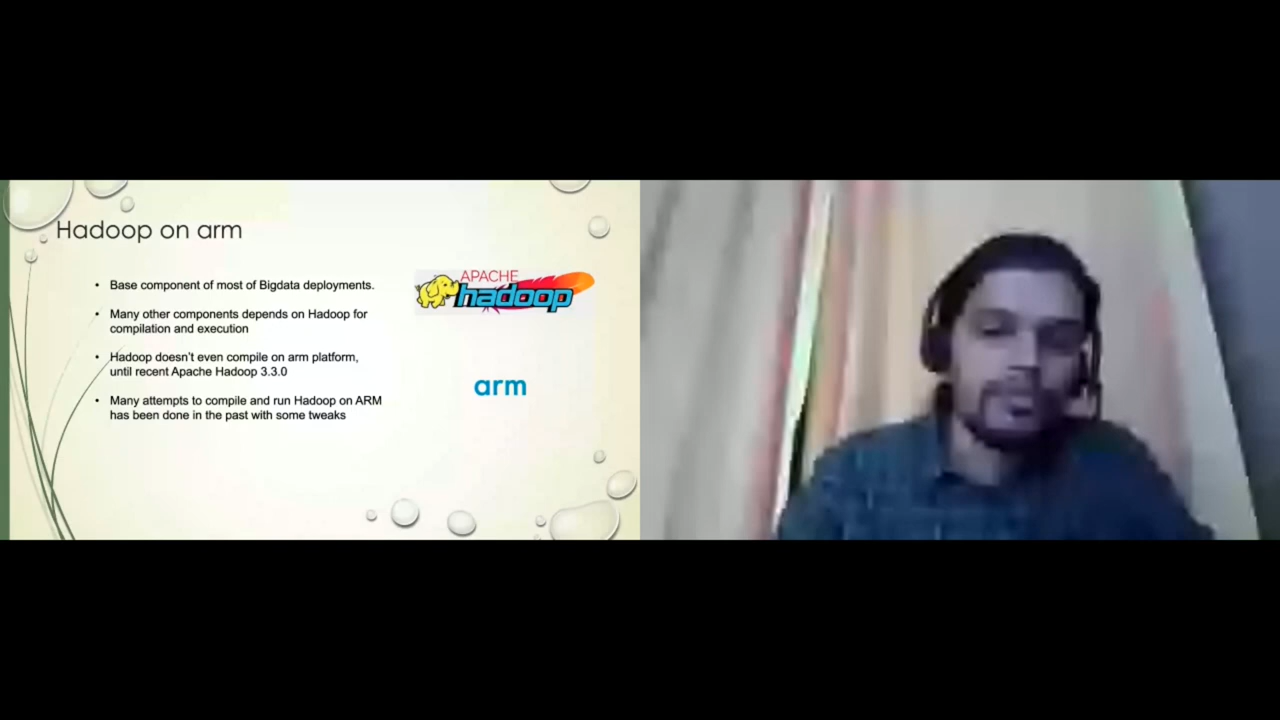 Hadoop on arm
• Base component of most of Bigdata deployments.
• Many other components depends on Hadoop for
compilation and execution
• Hadoop doesn't even compile on arm platform,
until recent Apache Hadoop 3.3.0
• Many attempts to compile and run Hadoop on ARM
has been done in the past with some tweaks
APACHE
hadoop
arm